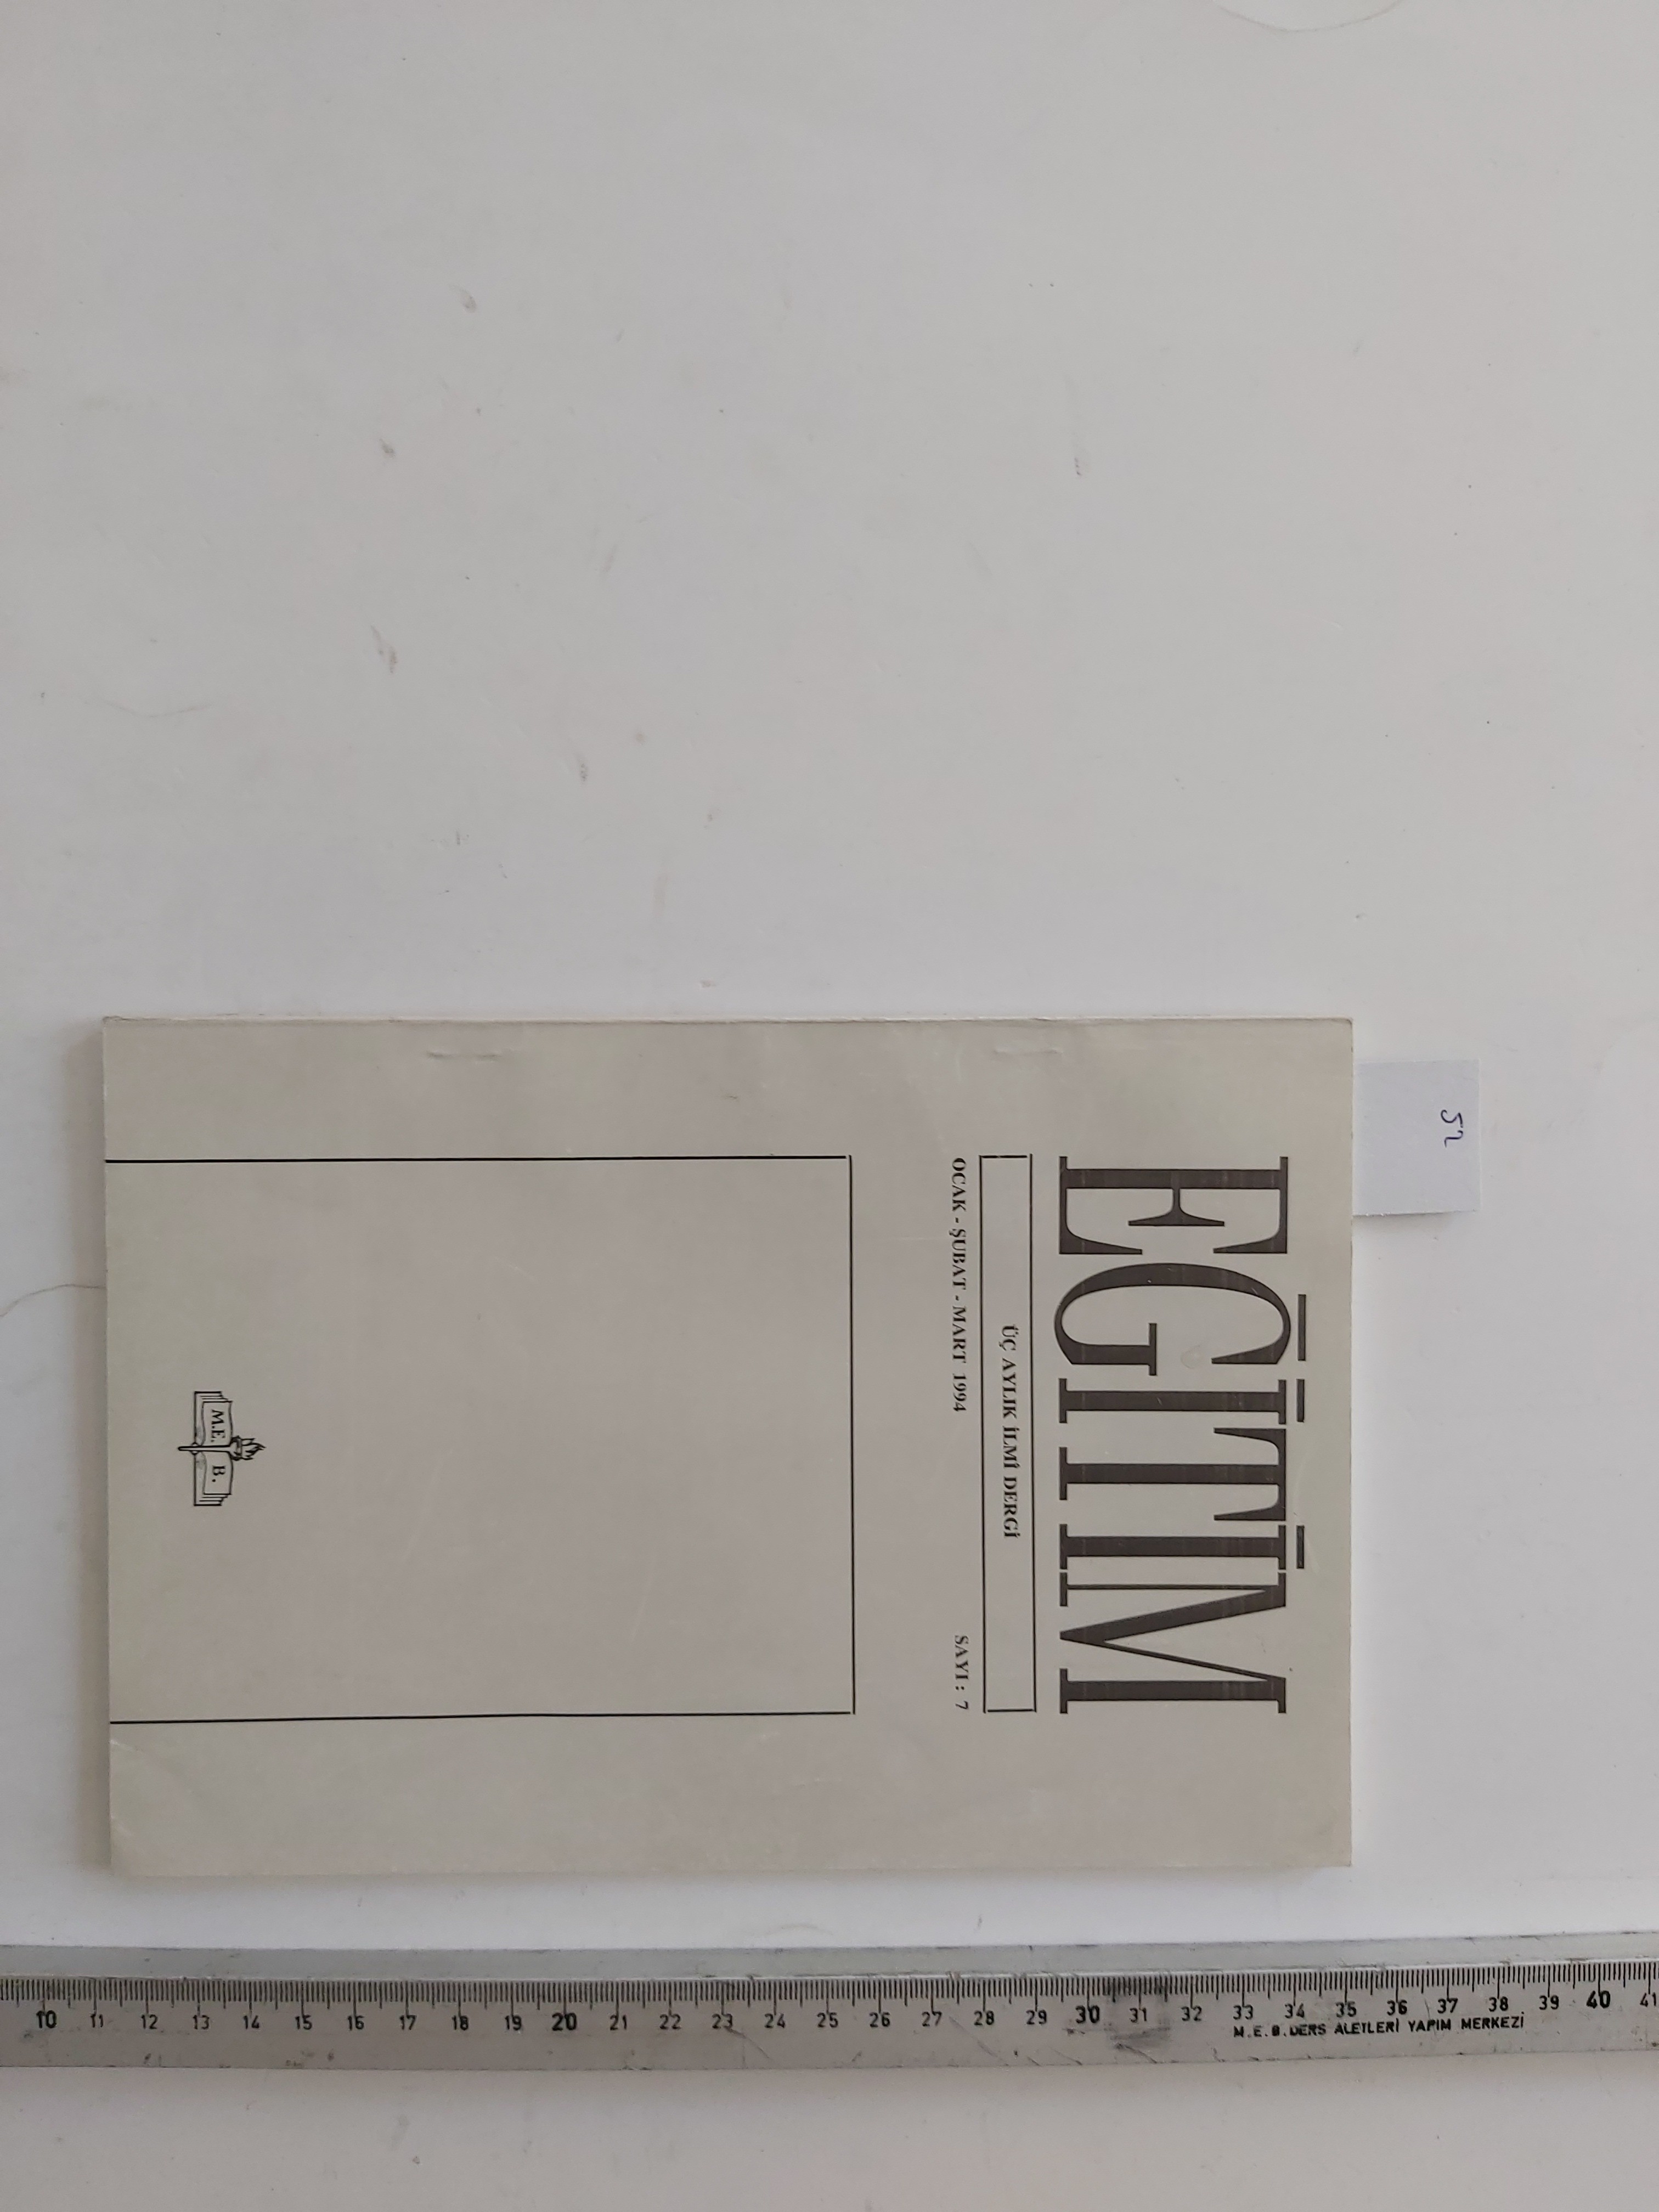 52
EĞİTİM
ÜÇ AYLIK İLMÎ DERGİ
OCAK - ŞUBAT - MART 1994 SAYI : 7
M.E. B.
10 11 12 13 14 15 16 17 18 19 20 21 22 23 24 25 26 27 28 29 30 31 32 33 34 35 36 37 38 39 40 41
M.E.B.DERS ALETLERİ YAPIM MERKEZİ